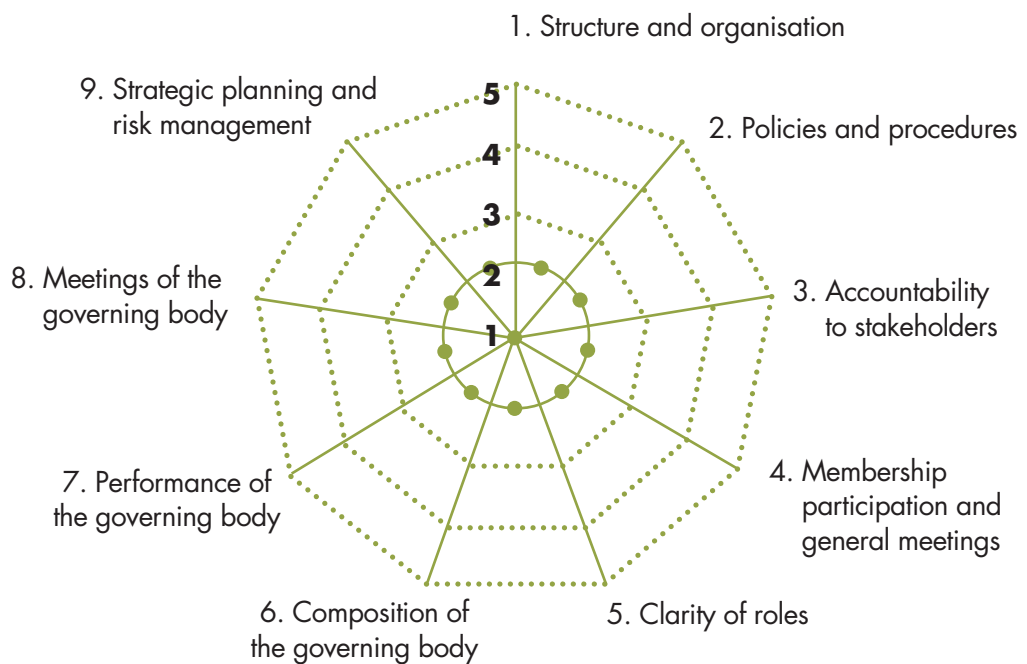 1. Structure and organisation
2. Policies and procedures
3. Accountability
to stakeholders
4. Membership
participation and
general meetings
5. Clarity of roles
6. Composition of
the governing body
7. Performance of
the governing body
8. Meetings of the
governing body
9. Strategic planning and
risk management
5
4
3
2
1